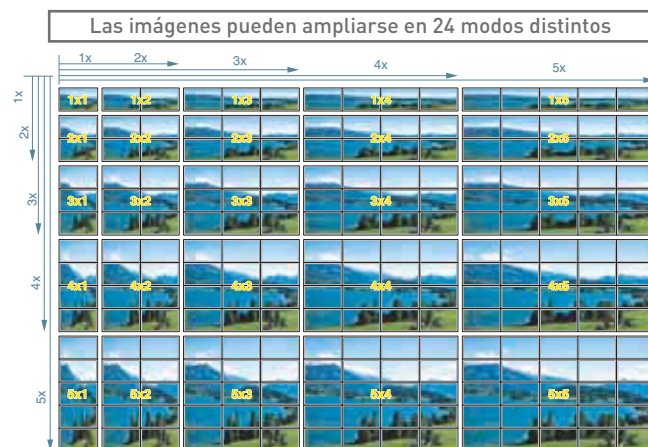 Las imágenes pueden ampliarse en 24 modos distintos
1x
2x
3x
4x
5x
1x
2x
3x
4x
5x
1x1 1x2 1x3 1x4 1x5
2x1 2x2 2x3 2x4 2x5
3x1 3x2 3x3 3x4 3x5
4x1 4x2 4x3 4x4 4x5
5x1 5x2 5x3 5x4 5x5